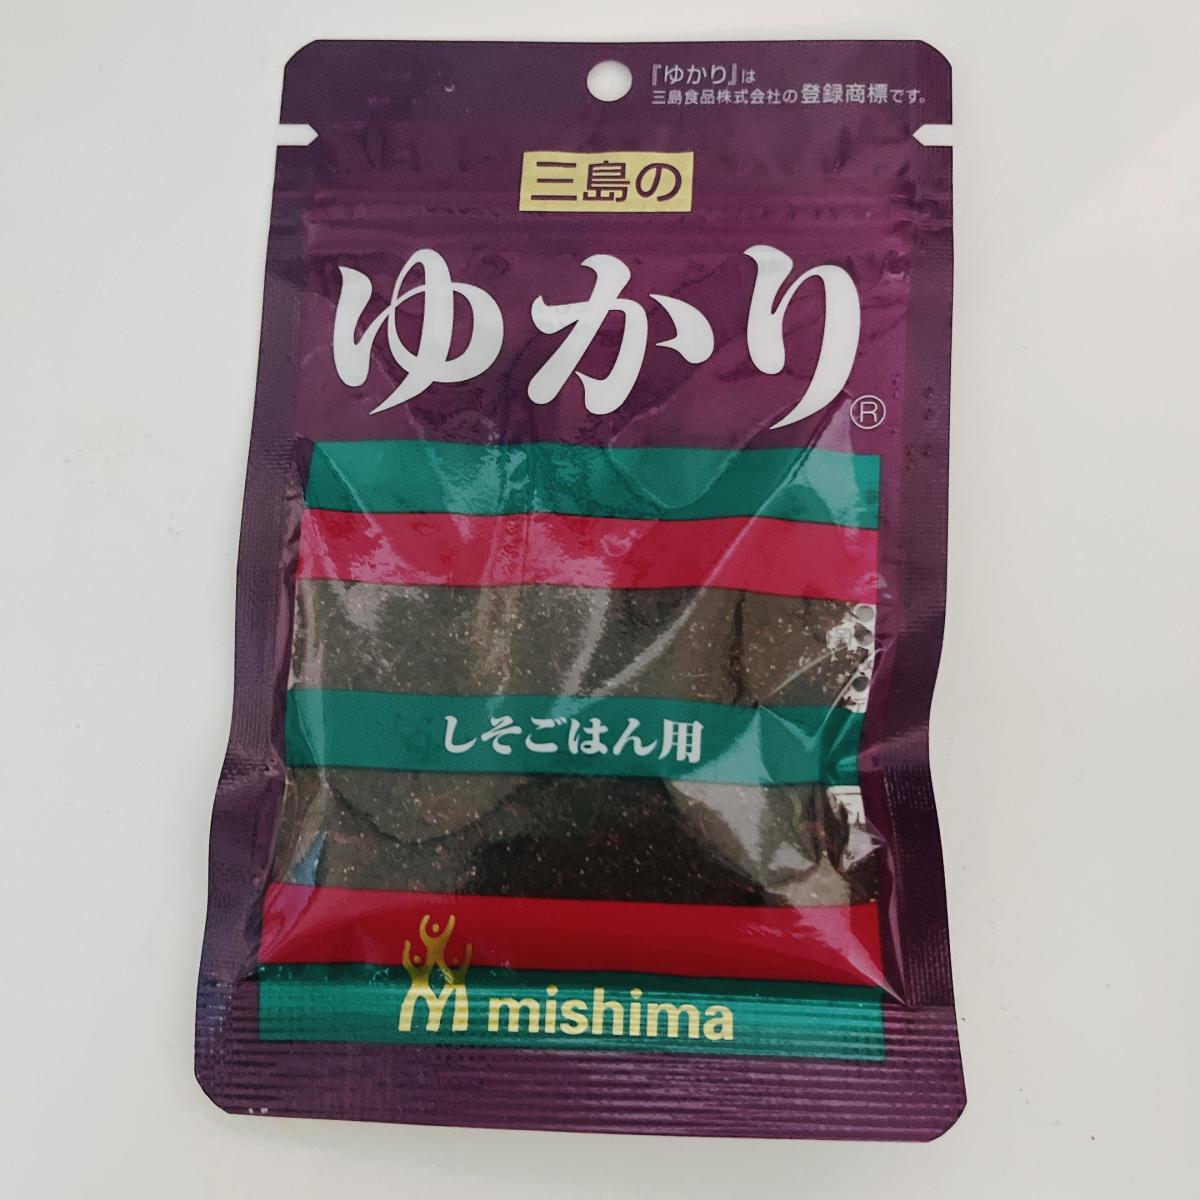 『ゆかり』は
三島食品株式会社の登録商標です。
三島の
ゆかり
®
しそごはん用
mishima